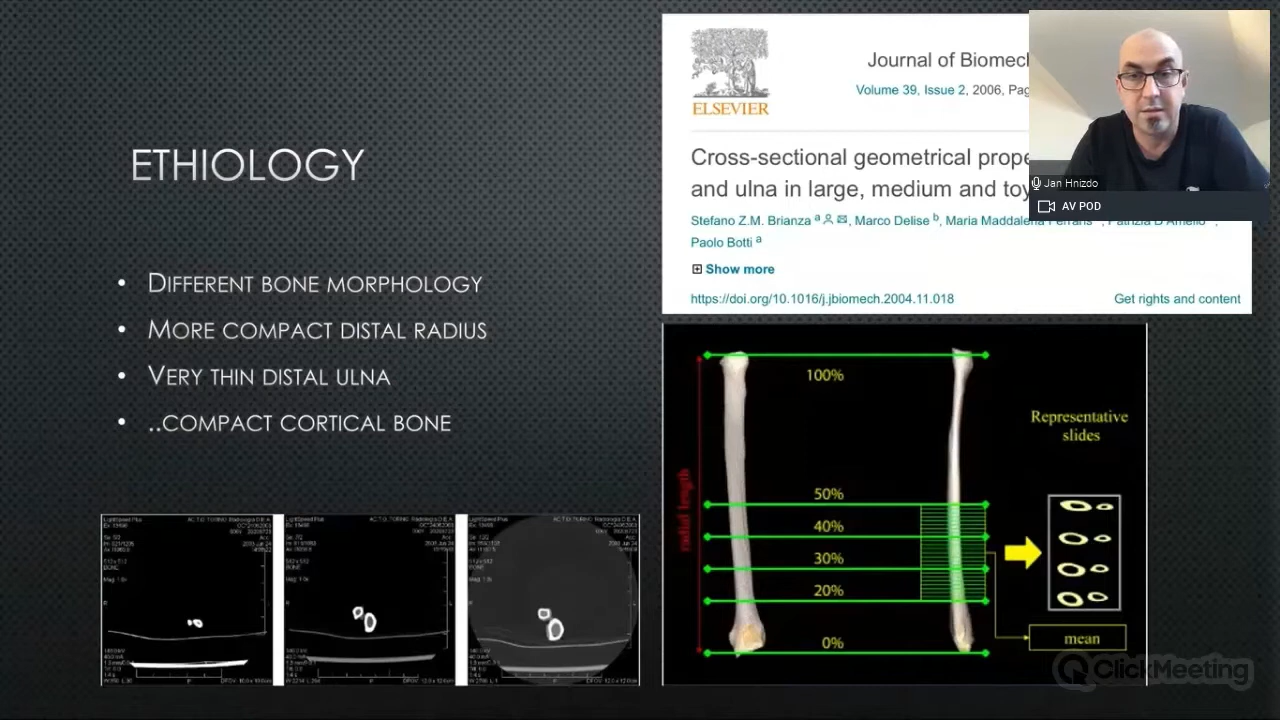 ETHIOLOGY
• DIFFERENT BONE MORPHOLOGY
• MORE COMPACT DISTAL RADIUS
• VERY THIN DISTAL ULNA
• ..COMPACT CORTICAL BONE
ELSEVIER
Journal of Biomech
Volume 39, Issue 2, 2006, Pag
Cross-sectional geometrical prope
and ulna in large, medium and toy
Stefano Z.M. Brianza a, Marco Delise b, Maria Maddalena Ferraris
Paolo Botti a
Show more
https://doi.org/10.1016/j.jbiomech.2004.11.018
Get rights and content
Jan Hnizdo
AV POD
radial length
100%
50%
40%
30%
20%
0%
Representative
slides
mean
ClickMeeting